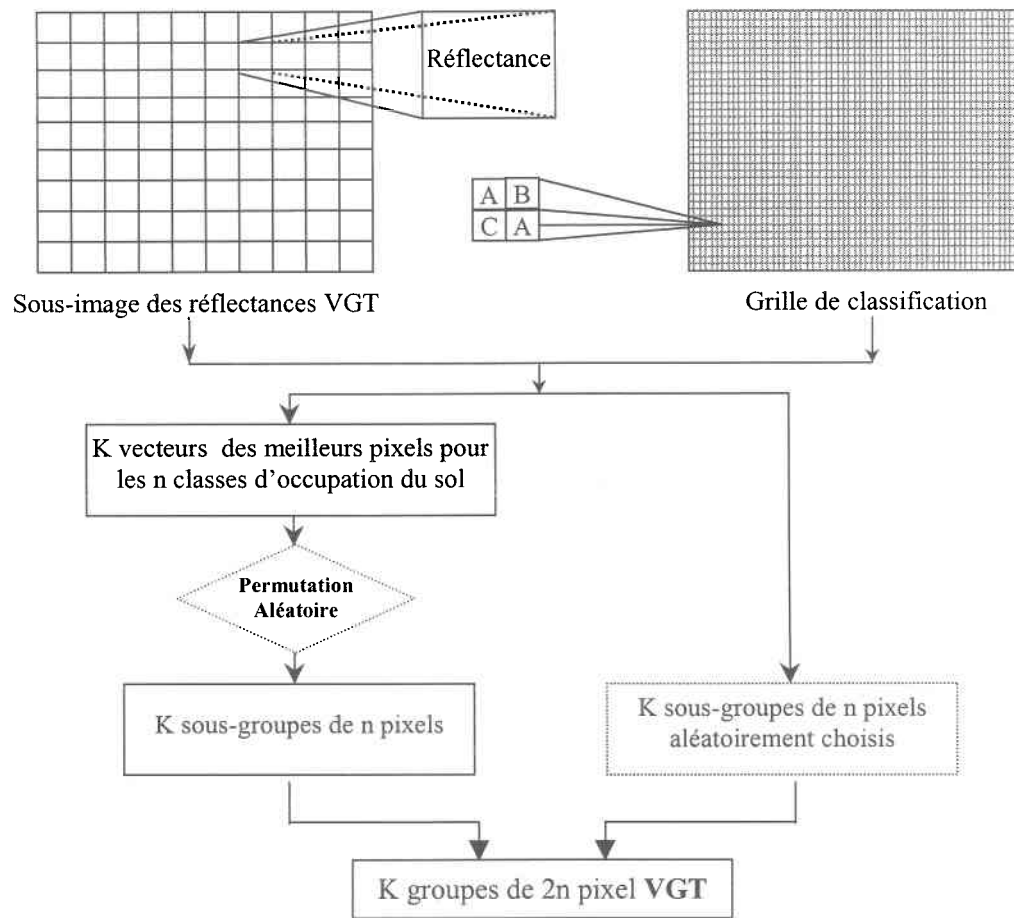 Réflectance
A B
C A
Sous-image des réflectances VGT
Grille de classification
K vecteurs des meilleurs pixels pour
les n classes d'occupation du sol
Permutation
Aléatoire
K sous-groupes de n pixels
K sous-groupes de n pixels
aléatoirement choisis
K groupes de 2n pixel VGT